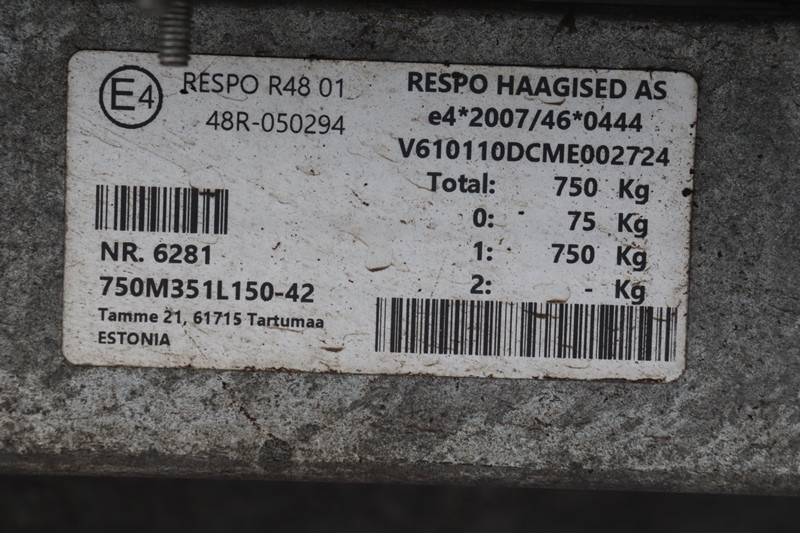 E4 RESPO R48 01
48R-050294
NR. 6281
750M351L150-42
Tamme 21, 61715 Tartumaa
ESTONIA
RESPO HAAGISED AS
e4*2007/46*0444
V610110DCME002724
Total: 750 Kg
0: 75 Kg
1: 750 Kg
2: - Kg